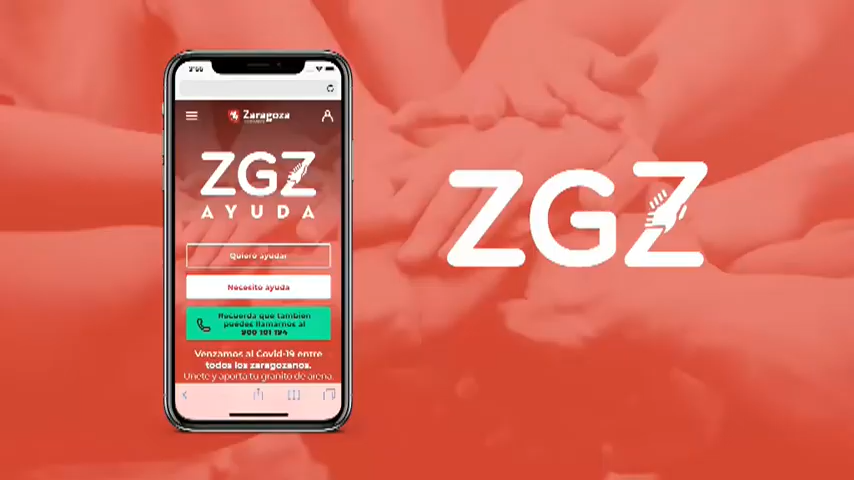 Zaragoza
ZGZ
AYUDA
Quiero ayudar
Necesito ayuda
Recuerda que también
puedes llamarnos al
900 101 194
Venzamos al Covid-19 entre
todos los zaragozanos.
Únete y aporta tu granito de arena.
ZGZ